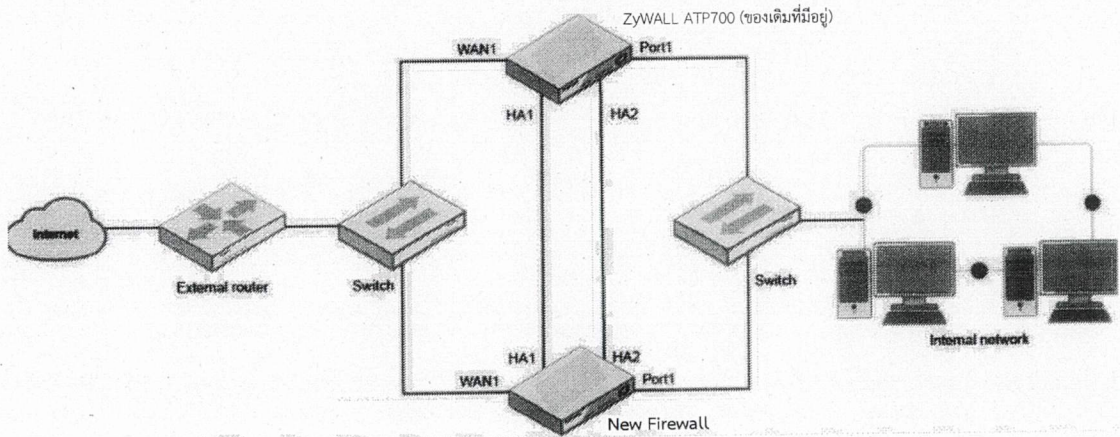 ZyWALL ATP700 (ของเดิมที่มีอยู่)
WAN1
Port1
HA1
HA2
Internet
External router
Switch
Switch
Internal network
HA1
HA2
WAN1
Port1
New Firewall